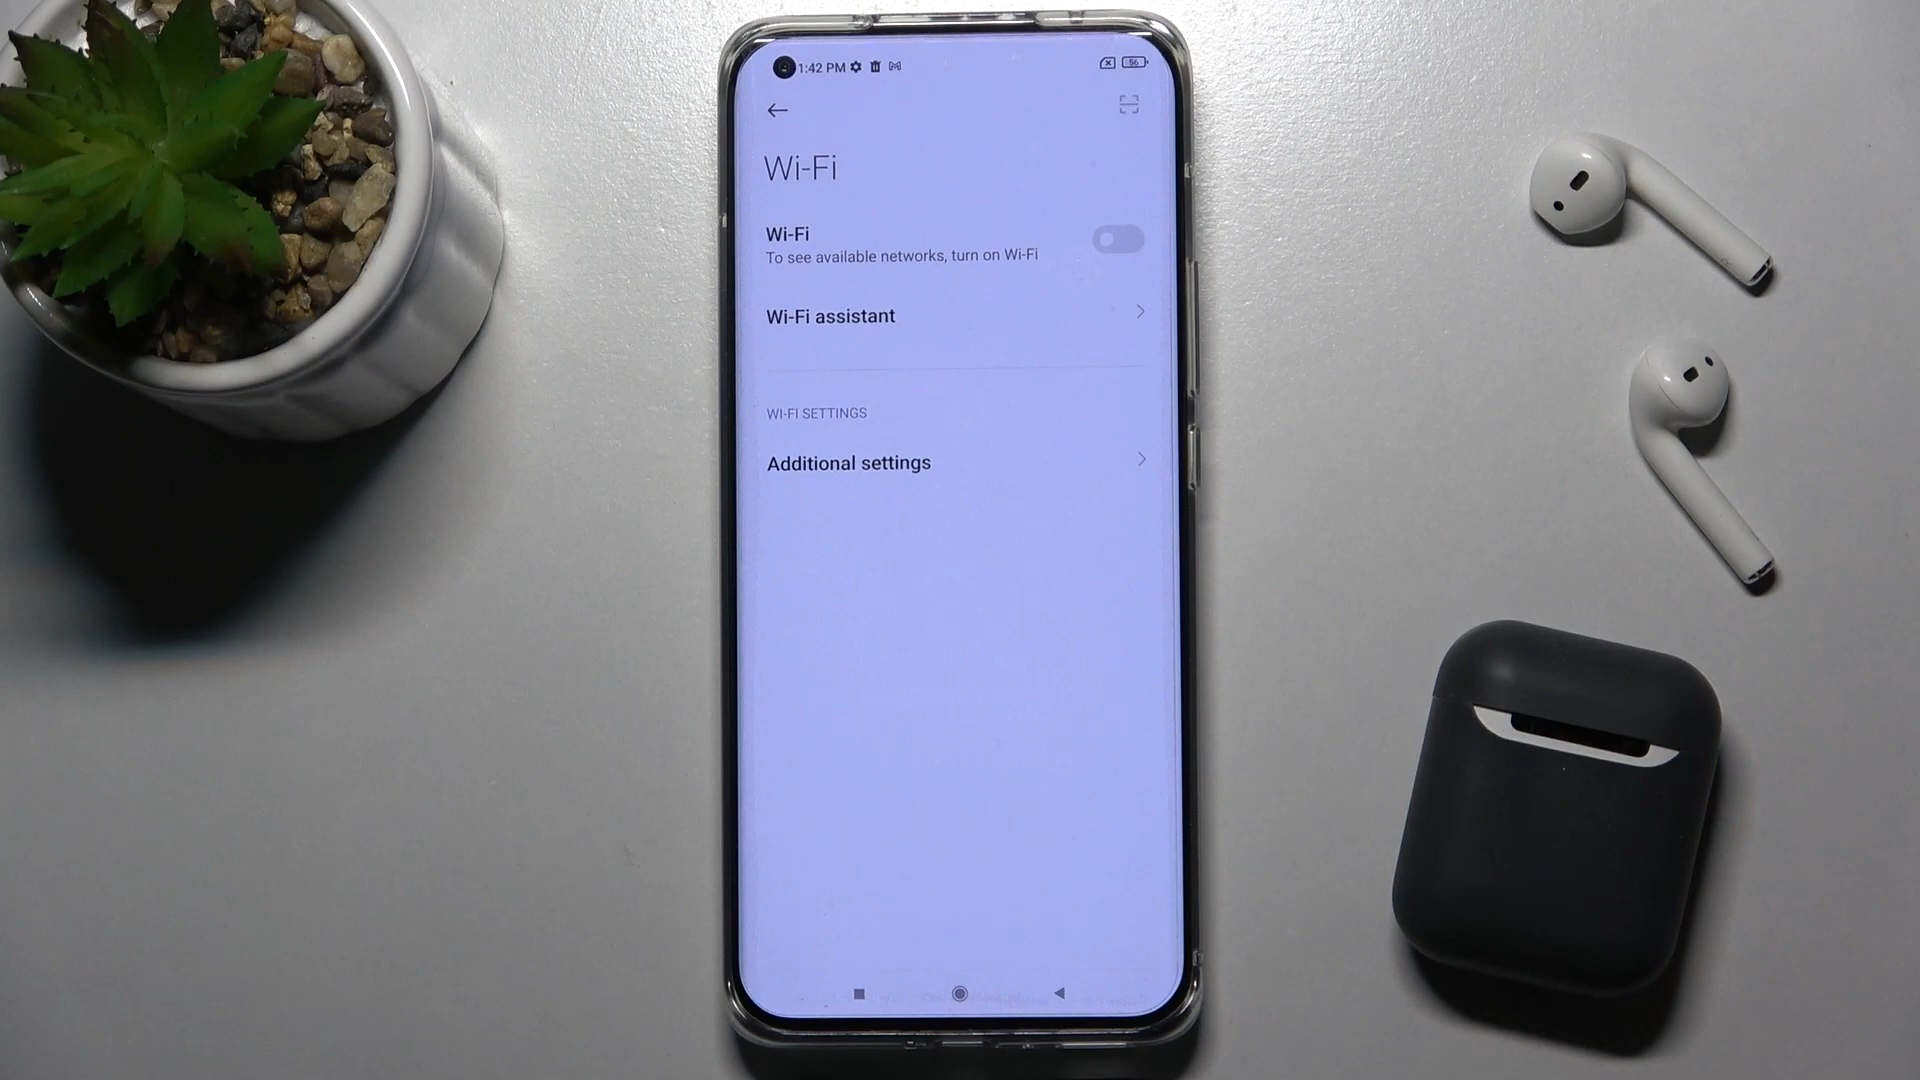 1:42 PM
56
Wi-Fi
Wi-Fi
To see available networks, turn on Wi-Fi
Wi-Fi assistant
WI-FI SETTINGS
Additional settings